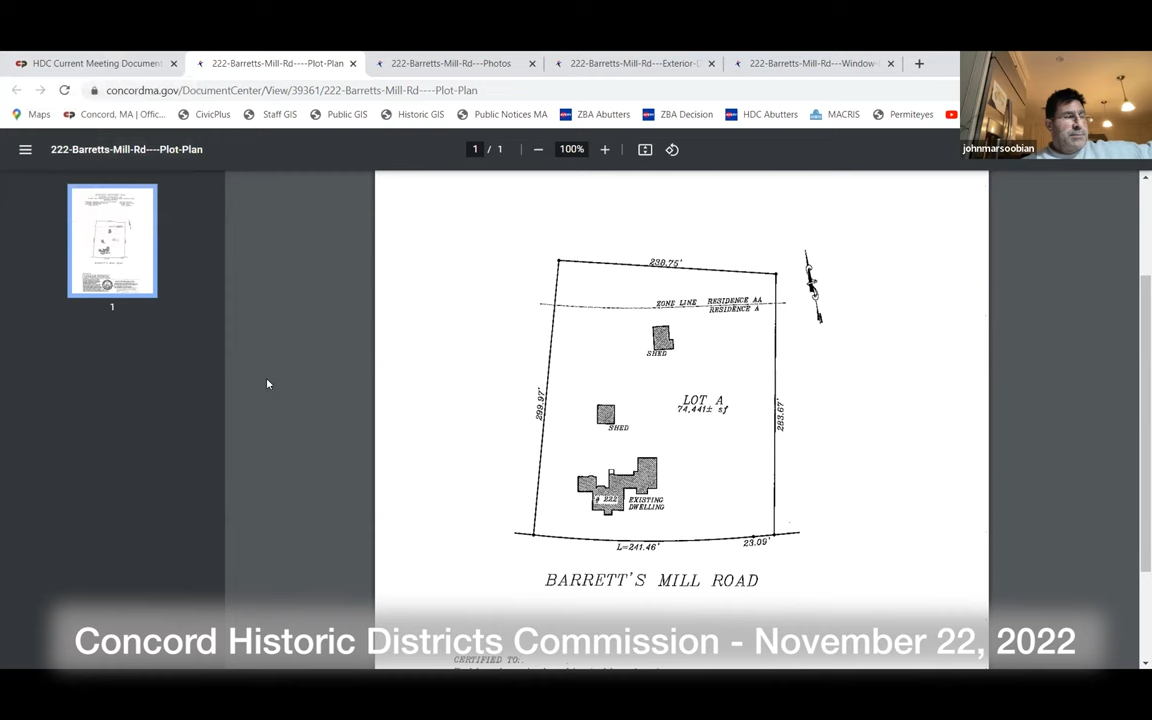 HDC Current Meeting Document
222-Barretts-Mill-Rd----Plot-Plan
222-Barretts-Mill-Rd---Photos
222-Barretts-Mill-Rd---Exterior-
222-Barretts-Mill-Rd---Window-
concordma.gov/DocumentCenter/View/39361/222-Barretts-Mill-Rd----Plot-Plan
Maps
Concord, MA | Offic...
CivicPlus
Staff GIS
Public GIS
Historic GIS
Public Notices MA
ZBA Abutters
ZBA Decision
HDC Abutters
MACRIS
Permiteyes
johnmarsoobian
222-Barretts-Mill-Rd----Plot-Plan
1 / 1
100%
1
238.75'
ZONE LINE RESIDENCE AA
RESIDENCE A
SHED
299.97'
LOT A
74,441± sf
283.67'
SHED
# 222
EXISTING
DWELLING
L=241.46'
23.09'
BARRETT'S MILL ROAD
Concord Historic Districts Commission - November 22, 2022
CERTIFIED TO: